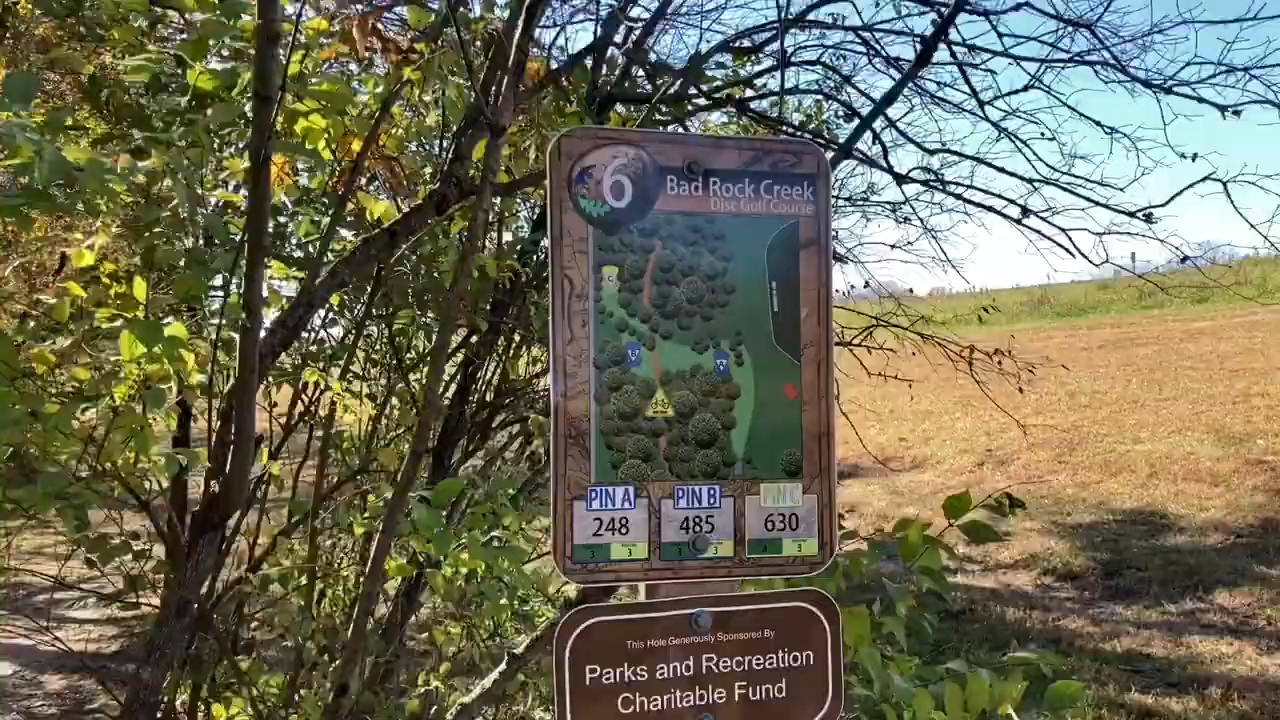 6
Bad Rock Creek
Disc Golf Course
C
B
A
PIN A
PIN B
PIN C
248
485
630
3
3
3
3
4
3
This Hole Generously Sponsored By
Parks and Recreation
Charitable Fund